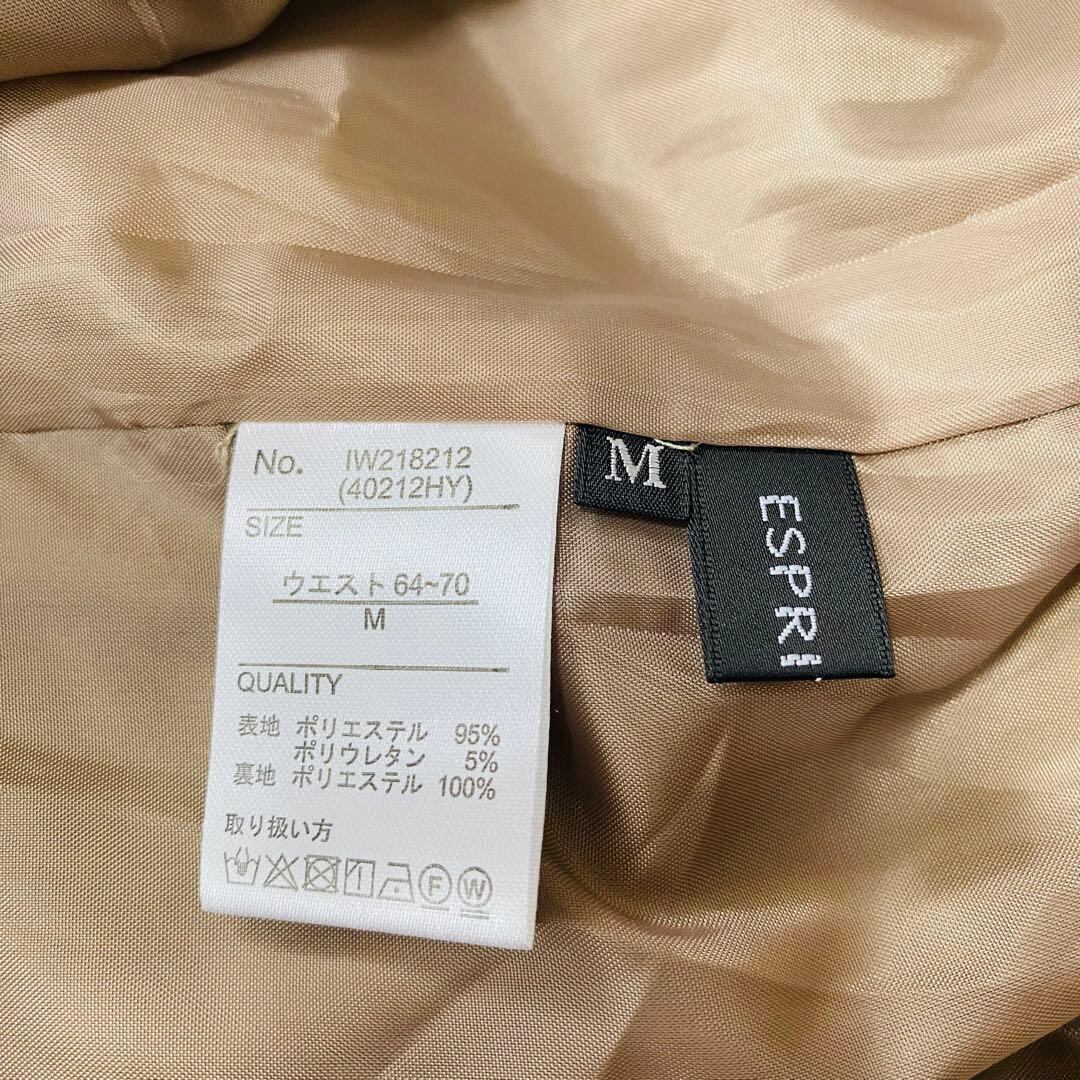 No. IW218212
(40212HY)
SIZE
ウエスト 64~70
M
QUALITY
表地 ポリエステル 95%
ポリウレタン 5%
裏地 ポリエステル 100%
取り扱い方
F W
M
ESPRI